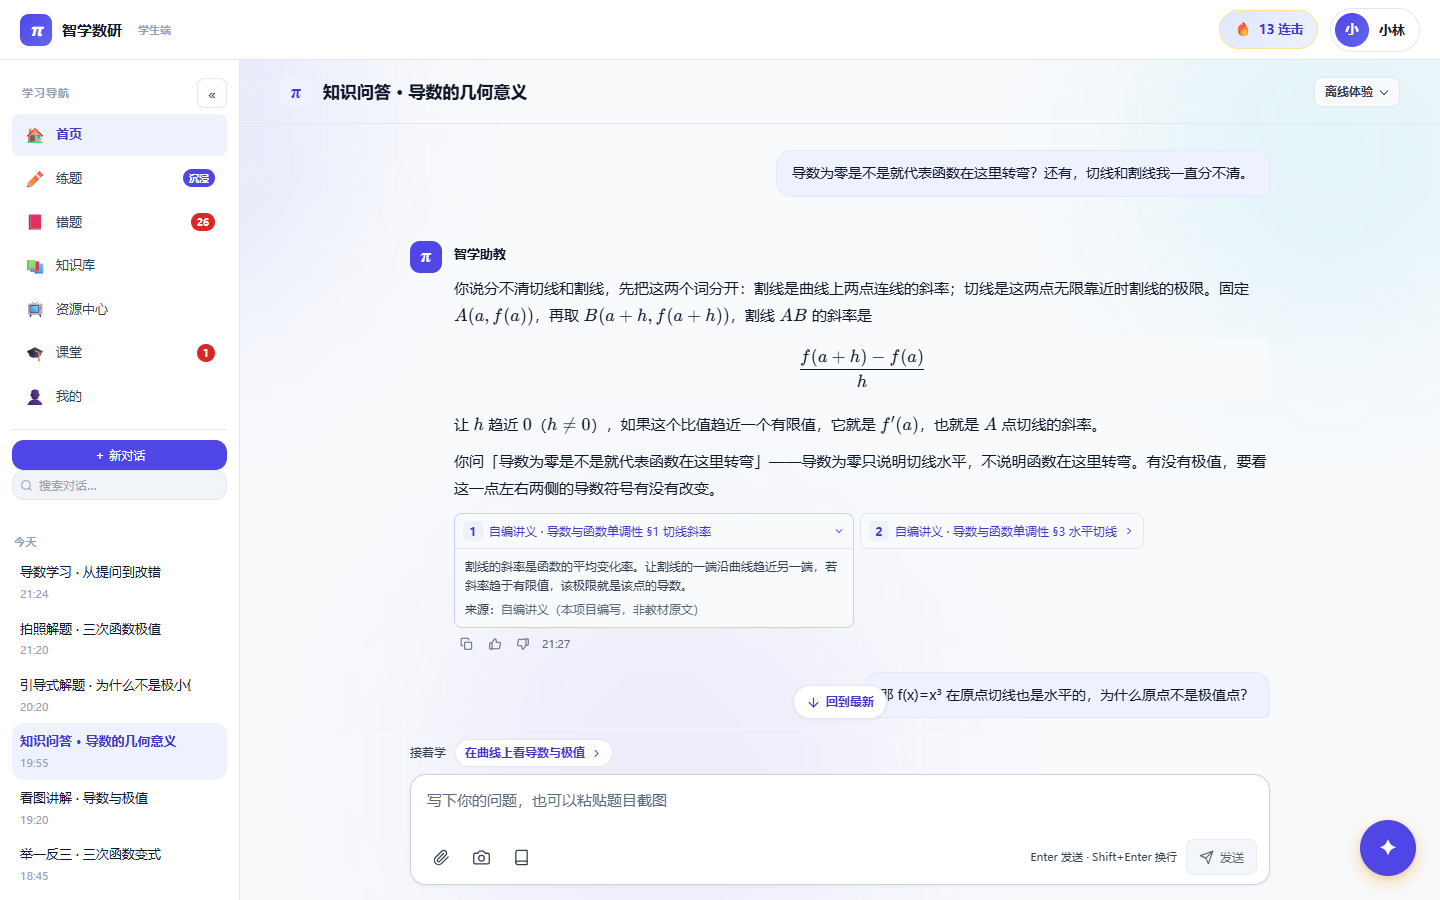 π 智学数研 学生端
13 连击
小 小林
学习导航 «
首页
练题 沉浸
错题 26
知识库
资源中心
课堂 1
我的
+ 新对话
搜索对话...
今天
导数学习 · 从提问到改错
21:24
拍照解题 · 三次函数极值
21:20
引导式解题 · 为什么不是极小
20:20
知识问答 • 导数的几何意义
19:55
看图讲解 · 导数与极值
19:20
举一反三 · 三次函数变式
18:45
π 知识问答 • 导数的几何意义
离线体验
导数为零是不是就代表函数在这里转弯？还有，切线和割线我一直分不清。
π 智学助教
你说分不清切线和割线，先把这两个词分开：割线是曲线上两点连线的斜率；切线是这两点无限靠近时割线的极限。固定
A(a, f(a))，再取 B(a + h, f(a + h))，割线 AB 的斜率是
f(a + h) − f(a)
h
让 h 趋近 0（h ≠ 0），如果这个比值趋近一个有限值，它就是 f′(a)，也就是 A 点切线的斜率。
你问「导数为零是不是就代表函数在这里转弯」——导数为零只说明切线水平，不说明函数在这里转弯。有没有极值，要看
这一点左右两侧的导数符号有没有改变。
1 自编讲义 · 导数与函数单调性 §1 切线斜率
割线的斜率是函数的平均变化率。让割线的一端沿曲线趋近另一端，若
斜率趋于有限值，该极限就是该点的导数。
来源：自编讲义（本项目编写，非教材原文）
2 自编讲义 · 导数与函数单调性 §3 水平切线
21:27
f(x)=x³ 在原点切线也是水平的，为什么原点不是极值点？
回到最新
接着学 在曲线上看导数与极值
写下你的问题，也可以粘贴题目截图
Enter 发送 · Shift+Enter 换行 发送